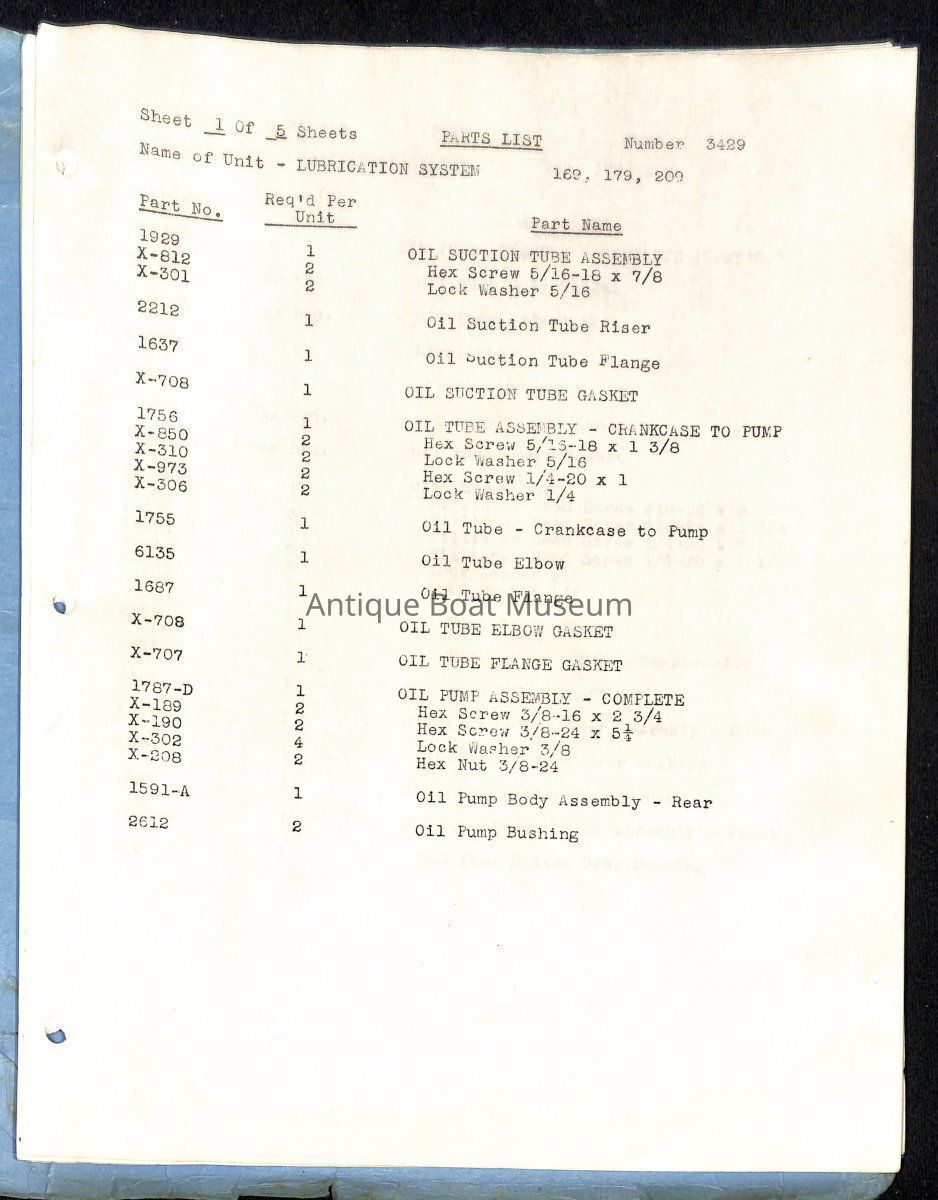 Sheet 1 Of 5 Sheets PARTS LIST Number 3429
Name of Unit - LUBRICATION SYSTEM 169, 179, 209
Part No. Req'd Per Unit Part Name
1929 1 OIL SUCTION TUBE ASSEMBLY
X-812 2 Hex Screw 5/16-18 x 7/8
X-301 2 Lock Washer 5/16
2212 1 Oil Suction Tube Riser
1637 1 Oil Suction Tube Flange
X-708 1 OIL SUCTION TUBE GASKET
1756 1 OIL TUBE ASSEMBLY - CRANKCASE TO PUMP
X-850 2 Hex Screw 5/16-18 x 1 3/8
X-310 2 Lock Washer 5/16
X-973 2 Hex Screw 1/4-20 x 1
X-306 2 Lock Washer 1/4
1755 1 Oil Tube - Crankcase to Pump
6135 1 Oil Tube Elbow
1687 1 Oil Tube Flange
Antique Boat Museum
X-708 1 OIL TUBE ELBOW GASKET
X-707 1 OIL TUBE FLANGE GASKET
1787-D 1 OIL PUMP ASSEMBLY - COMPLETE
X-189 2 Hex Screw 3/8-16 x 2 3/4
X-190 2 Hex Screw 3/8-24 x 5¼
X-302 4 Lock Washer 3/8
X-208 2 Hex Nut 3/8-24
1591-A 1 Oil Pump Body Assembly - Rear
2612 2 Oil Pump Bushing